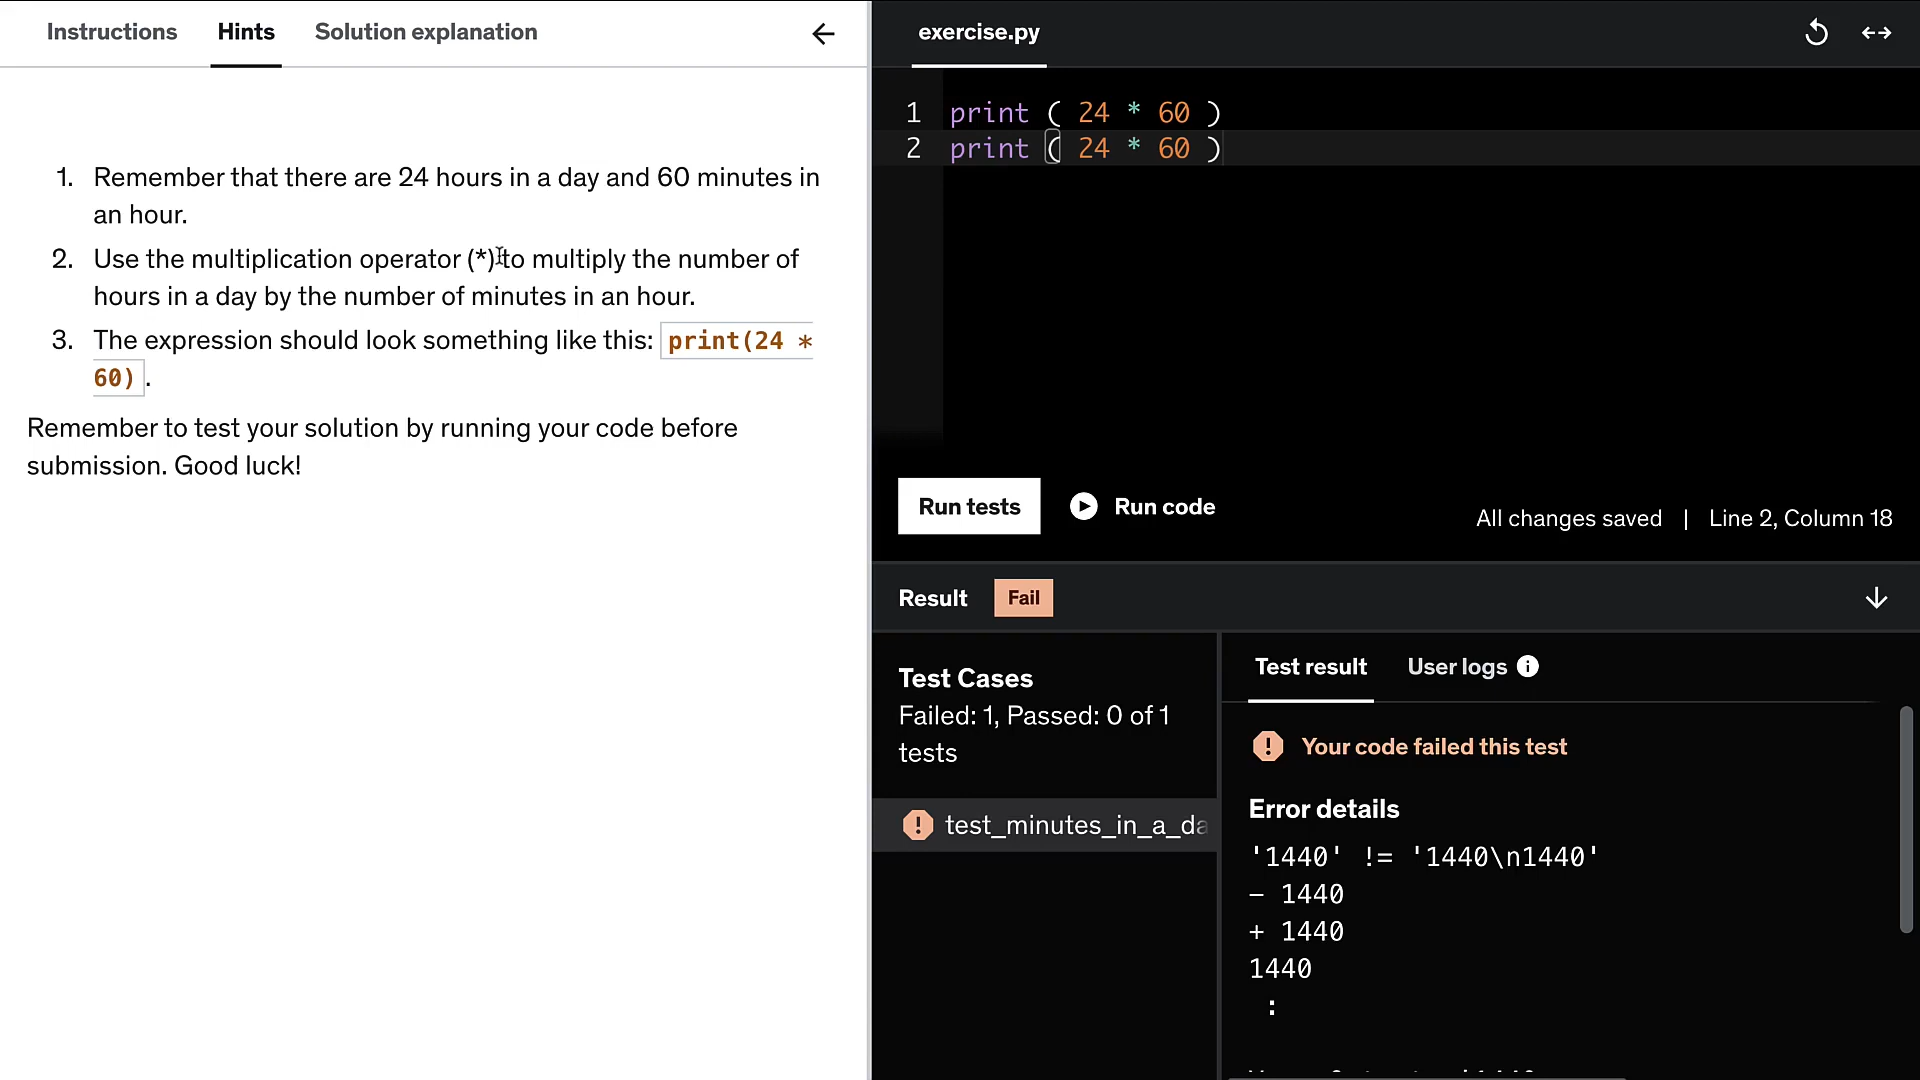 Instructions
Hints
Solution explanation
1. Remember that there are 24 hours in a day and 60 minutes in
an hour.
2. Use the multiplication operator (*) to multiply the number of
hours in a day by the number of minutes in an hour.
3. The expression should look something like this: print(24 *
60) .
Remember to test your solution by running your code before
submission. Good luck!
exercise.py
1 print ( 24 * 60 )
2 print ( 24 * 60 )
Run tests
Run code
All changes saved | Line 2, Column 18
Result
Fail
Test Cases
Failed: 1, Passed: 0 of 1
tests
test_minutes_in_a_da
Test result
User logs
Your code failed this test
Error details
'1440' != '1440\n1440'
- 1440
+ 1440
1440
: